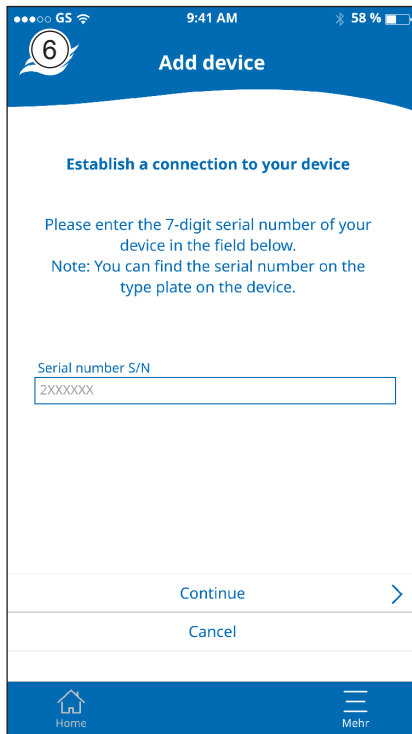 GS 9:41 AM 58 %
6
Add device
Establish a connection to your device
Please enter the 7-digit serial number of your
device in the field below.
Note: You can find the serial number on the
type plate on the device.
Serial number S/N
2XXXXXX
Continue
Cancel
Home Mehr